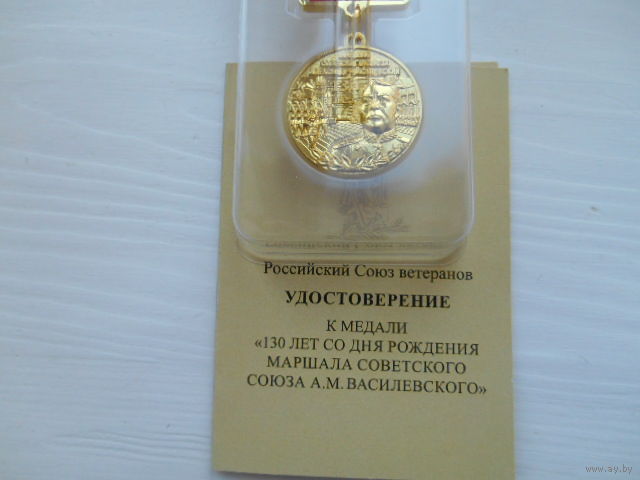 Российский Союз ветеранов
УДОСТОВЕРЕНИЕ
К МЕДАЛИ
«130 ЛЕТ СО ДНЯ РОЖДЕНИЯ
МАРШАЛА СОВЕТСКОГО
СОЮЗА А.М. ВАСИЛЕВСКОГО»
www.ay.by